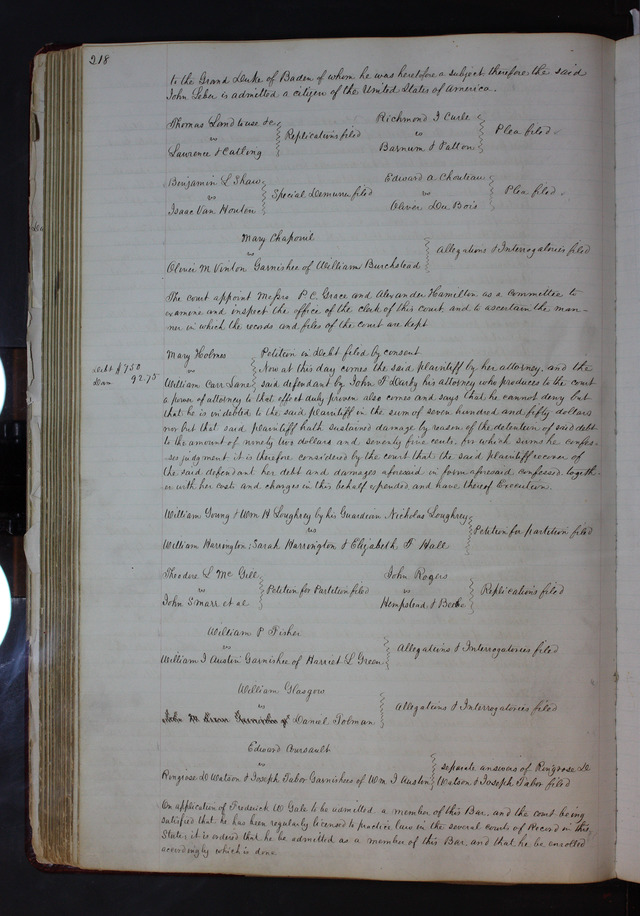 218
to the Grand Duke of Baden of whom he was heretofore a subject therefore the said
John Leber is admitted a citizen of the United States of America.
Thomas Londeuse &c
vs
Lawrence & Catling
Replications filed
Richmond J Curle
vs
Barnum & Patton
Plea filed
Benjamin L Shaw
vs
Isaac Van Houton
Special Demurrer filed
Edward A Chouteau
vs
Oliver Du Bois
Plea filed
Mary Chapovil
vs
Oliver M Vinton Garnishee of William Burckstead
Allegations & Interrogatories filed
The court appoint Messrs P C. Grace and Alexander Hamilton as a committee to
examine and inspect the office of the clerk of this court and to ascertain the man-
ner in which the records and files of the court are kept
Debt $750
Dam 92.75
Mary Holmes
vs
William Carr Lane
Petition in Debt filed by consent
Now at this day comes the said plaintiff by her attorney, and the
said defendant by John F Darby his attorney who produces to the court
a power of attorney to that effect duly proven also comes and says that he cannot deny but
that he is indebted to the said plaintiff in the sum of seven hundred and fifty dollars
nor but that said plaintiff hath sustained damage by reason of the detention of said debt
to the amount of ninety two dollars and seventy five cents for which sums he confes-
ses judgment it is therefore considered by the court that the said plaintiff recover of
the said defendant her debt and damages aforesaid in form aforesaid confessed togeth-
er with her costs and charges in this behalf expended and have thereof Execution.
William Young & Wm H Loughrey by his Guardian Nicholas Loughrey
vs
William Harrington, Sarah Harrington & Elizabeth F Hall
Petition for partition filed
Theodore L McGill
vs
John Smarr et al
Petition for Partition filed
John Rogers
vs
Hempstead & Beebe
Replications filed
William P Fisher
vs
William J Austin Garnishee of Harriet L Green
Allegations & Interrogatories filed
William Glasgow
vs
John M Daniel Tolman
Allegations & Interrogatories filed
Edward Bursault
vs
Ringrose D Watson & Joseph Tabor Garnishees of Wm J Austin
separate answers of Ringrose D
Watson & Joseph Tabor filed
On application of Frederick W Gale to be admitted a member of this Bar, and the court being
satisfied that he has been regularly licensed to practice law in the several courts of Record in this
State, it is ordered that he be admitted as a member of this Bar, and that he be enrolled
accordingly which is done